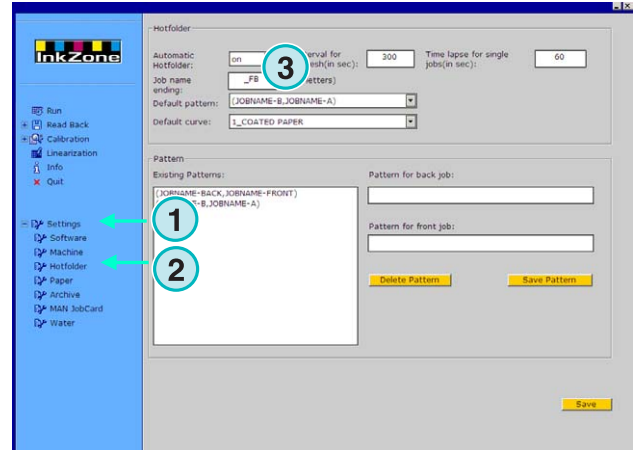 InkZone
Run
Read Back
Calibration
Linearization
Info
Quit
Settings
Software
Machine
Hotfolder
Paper
Archive
MAN JobCard
Water
1
2
3
Hotfolder
Automatic Hotfolder:
on
erval for
esh(in sec):
300
Time lapse for single
jobs(in sec):
60
Job name
ending:
_FB
etters)
Default pattern:
(JOBNAME-B,JOBNAME-A)
Default curve:
1_COATED PAPER
Pattern
Existing Patterns:
(JOBNAME-BACK,JOBNAME-FRONT)
E-B,JOBNAME-A)
Pattern for back job:
Pattern for front job:
Delete Pattern
Save Pattern
Save